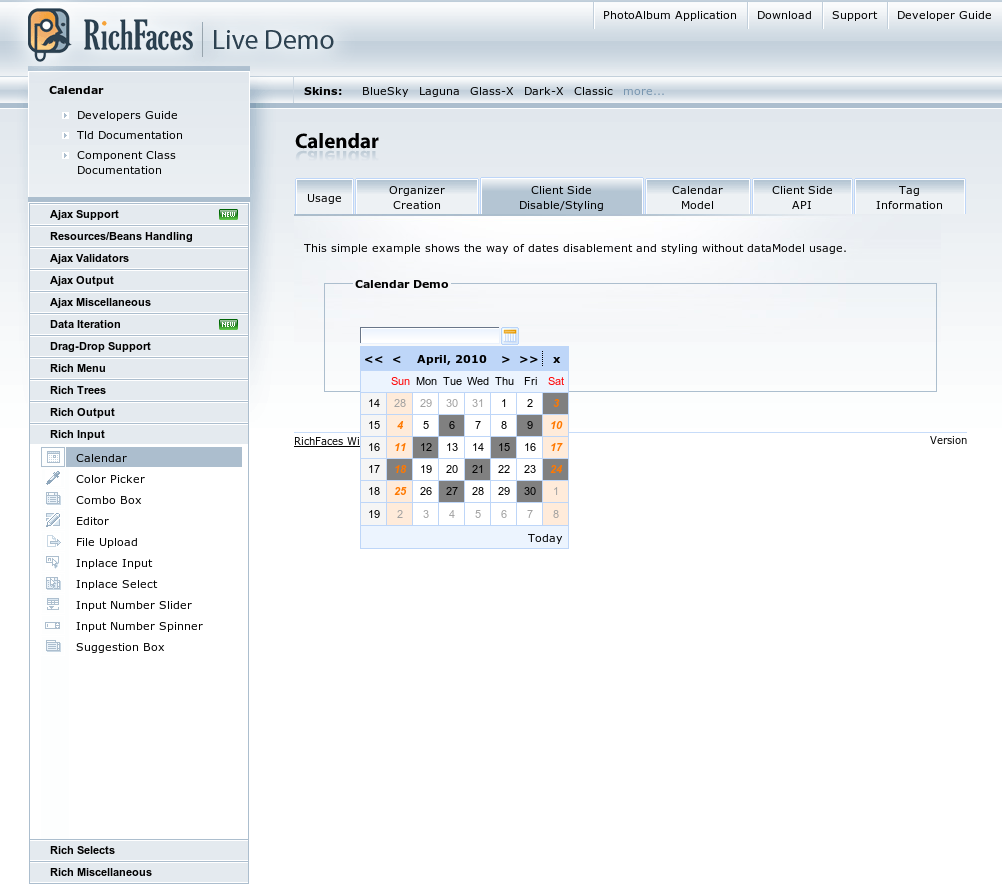 PhotoAlbum Application Download Support Developer Guide
RichFaces Live Demo
Skins: BlueSky Laguna Glass-X Dark-X Classic more...
Calendar
Developers Guide
Tld Documentation
Component Class
Documentation
Ajax Support NEW
Resources/Beans Handling
Ajax Validators
Ajax Output
Ajax Miscellaneous
Data Iteration NEW
Drag-Drop Support
Rich Menu
Rich Trees
Rich Output
Rich Input
Calendar
Color Picker
Combo Box
Editor
File Upload
Inplace Input
Inplace Select
Input Number Slider
Input Number Spinner
Suggestion Box
Rich Selects
Rich Miscellaneous
Calendar
Usage
Organizer
Creation
Client Side
Disable/Styling
Calendar
Model
Client Side
API
Tag
Information
This simple example shows the way of dates disablement and styling without dataModel usage.
Calendar Demo
<< < April, 2010 > >> x
Sun Mon Tue Wed Thu Fri Sat
14 28 29 30 31 1 2 3
15 4 5 6 7 8 9 10
16 11 12 13 14 15 16 17
17 18 19 20 21 22 23 24
18 25 26 27 28 29 30 1
19 2 3 4 5 6 7 8
Today
RichFaces Wi
Version